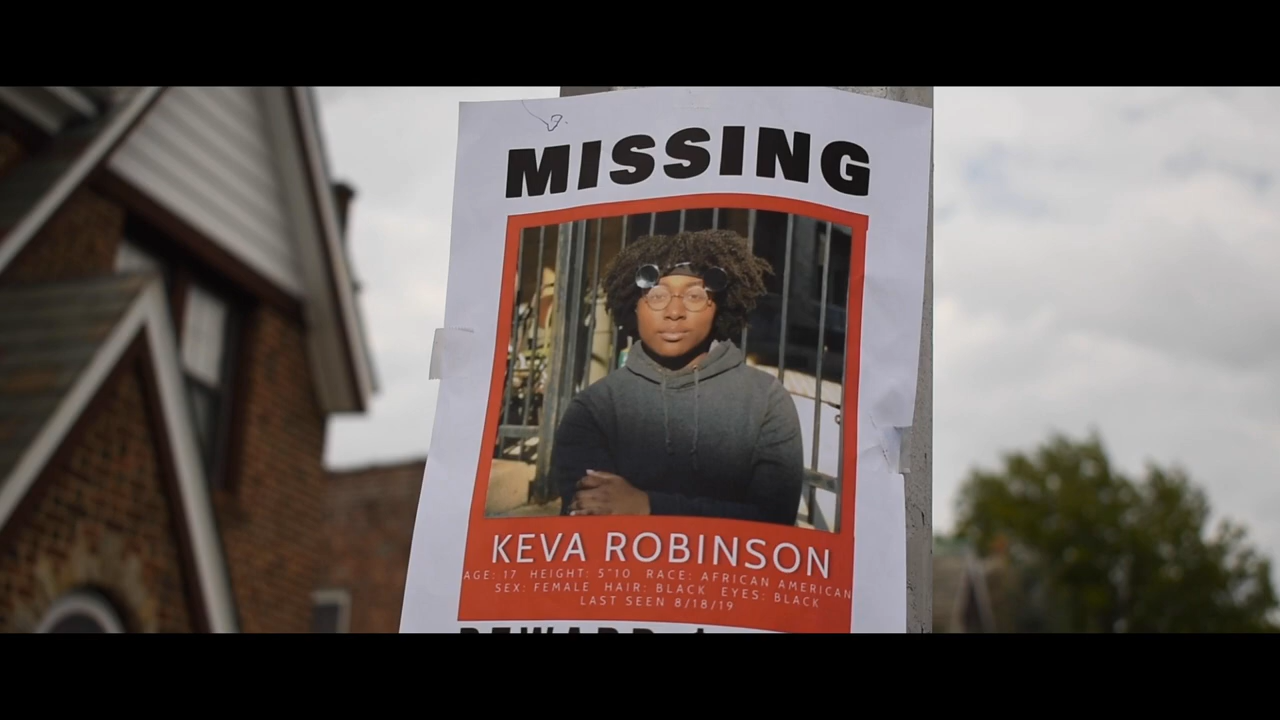 MISSING
KEVA ROBINSON
AGE: 17 HEIGHT: 5"10 RACE: AFRICAN AMERICAN
SEX: FEMALE HAIR: BLACK EYES: BLACK
LAST SEEN 8/18/19
REWARD